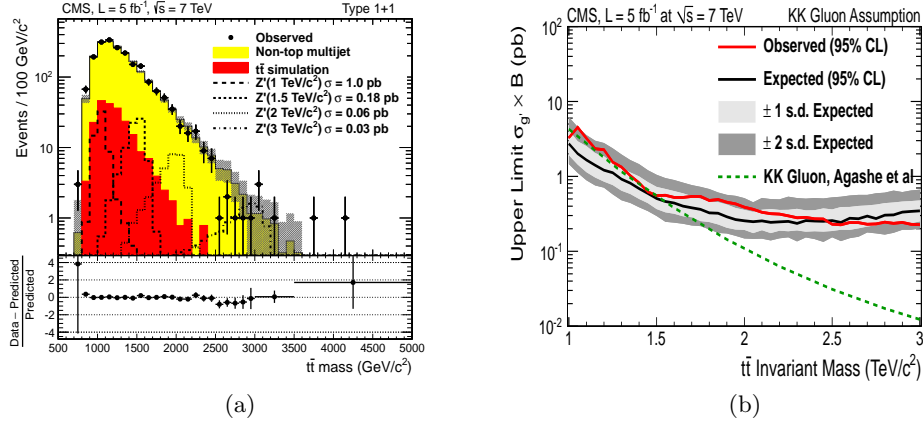 CMS, L = 5 fb⁻¹, √s = 7 TeV Type 1+1
Events / 100 GeV/c²
10²
10
1
Observed
Non-top multijet
tt̄ simulation
Z'(1 TeV/c²) σ = 1.0 pb
Z'(1.5 TeV/c²) σ = 0.18 pb
Z'(2 TeV/c²) σ = 0.06 pb
Z'(3 TeV/c²) σ = 0.03 pb
Data – Predicted
Predicted
4
2
0
-2
-4
500 1000 1500 2000 2500 3000 3500 4000 4500 5000
tt̄ mass (GeV/c²)
(a)
CMS, L = 5 fb⁻¹ at √s = 7 TeV KK Gluon Assumption
Upper Limit σg' × B (pb)
10²
10
1
10⁻¹
10⁻²
Observed (95% CL)
Expected (95% CL)
± 1 s.d. Expected
± 2 s.d. Expected
KK Gluon, Agashe et al
1 1.5 2 2.5 3
tt̄ Invariant Mass (TeV/c²)
(b)